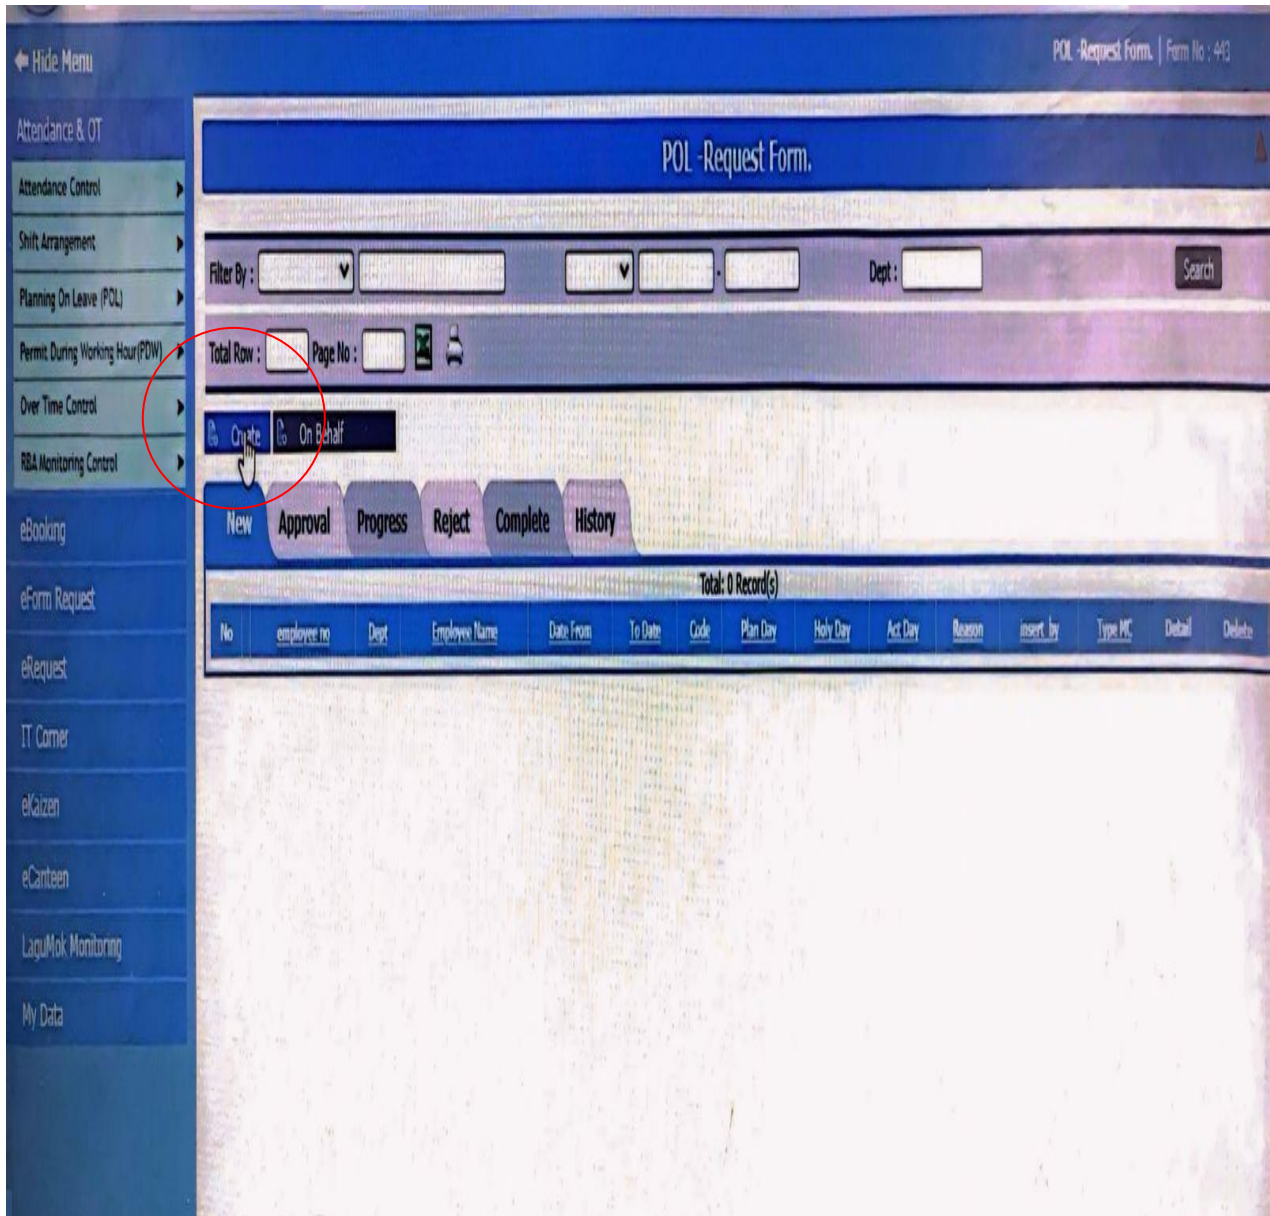 Hide Menu
POL -Request Form. | Form No : 443
Attendance & OT
POL -Request Form.
Attendance Control
Shift Arrangement
Filter By :
-
Dept :
Search
Planning On Leave (POL)
Permit During Working Hour(PDW)
Total Row :
Page No :
Over Time Control
Create
On Behalf
RBA Monitoring Control
New
Approval
Progress
Reject
Complete
History
eBooking
Total: 0 Record(s)
eForm Request
No employee no Dept Employee Name Date From To Date Code Plan Day Holy Day Act Day Reason insert_by Type MC Detail Delete
eRequest
IT Corner
eKaizen
eCanteen
LaguMok Monitoring
My Data